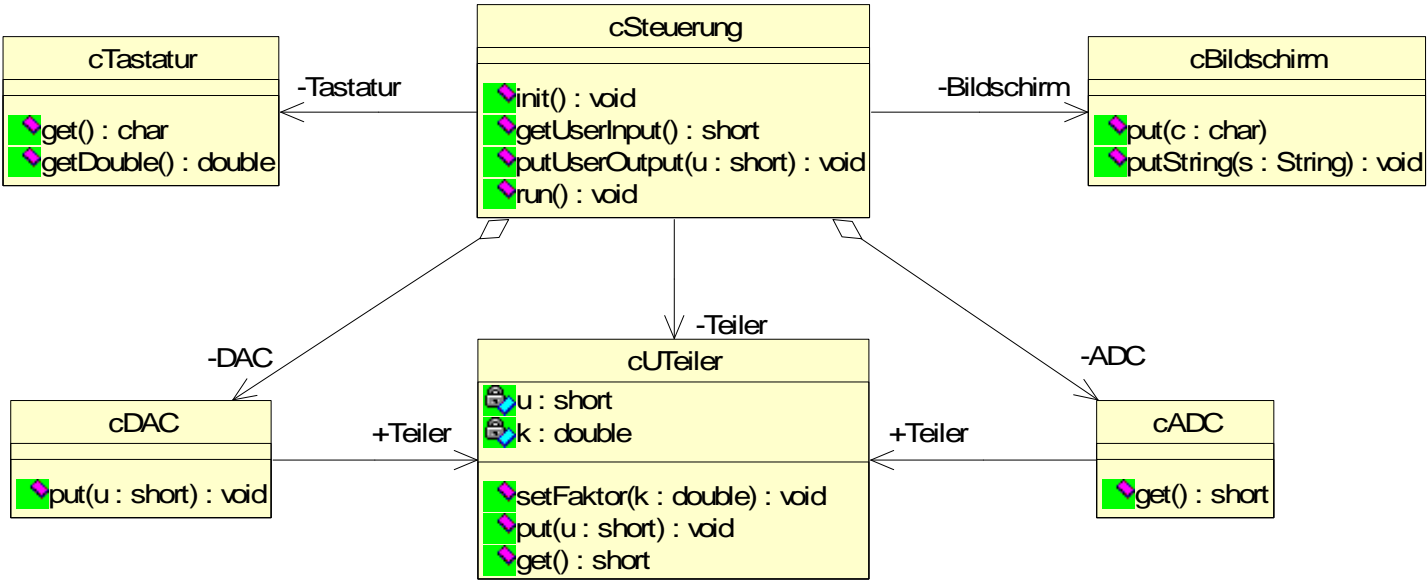 cTastatur
get() : char
getDouble() : double
-Tastatur
cSteuerung
init() : void
getUserInput() : short
putUserOutput(u : short) : void
run() : void
-Bildschirm
cBildschirm
put(c : char)
putString(s : String) : void
-DAC
-Teiler
-ADC
cDAC
put(u : short) : void
+Teiler
cUTeiler
u : short
k : double
setFaktor(k : double) : void
put(u : short) : void
get() : short
+Teiler
cADC
get() : short